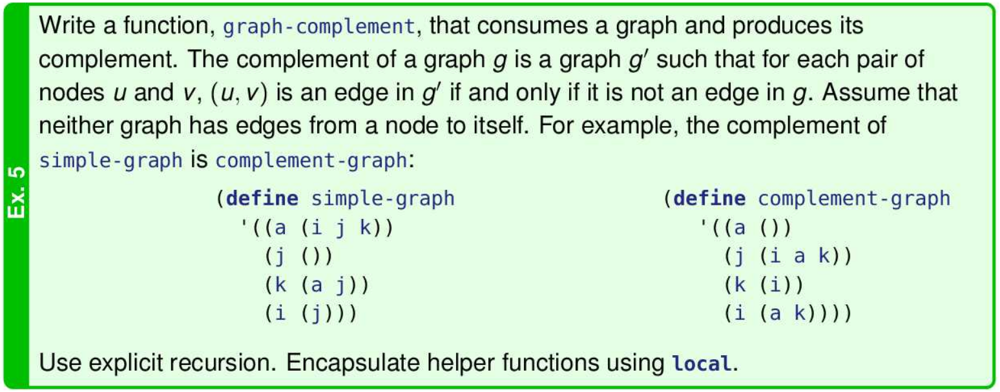 Ex. 5
Write a function, graph-complement, that consumes a graph and produces its
complement. The complement of a graph g is a graph g′ such that for each pair of
nodes u and v, (u, v) is an edge in g′ if and only if it is not an edge in g. Assume that
neither graph has edges from a node to itself. For example, the complement of
simple-graph is complement-graph:
(define simple-graph
'((a (i j k))
(j ())
(k (a j))
(i (j)))
(define complement-graph
'((a ())
(j (i a k))
(k (i))
(i (a k))))
Use explicit recursion. Encapsulate helper functions using local.